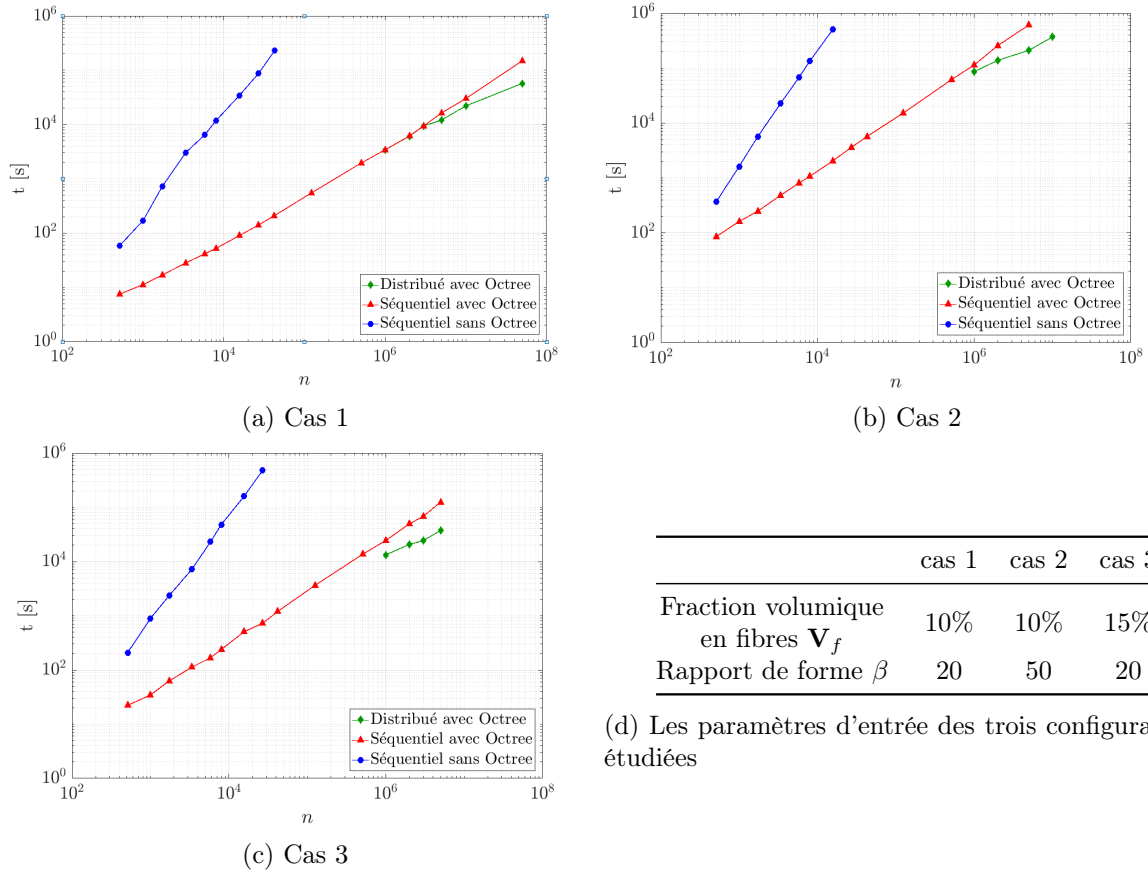 10^6
10^4
10^2
10^0
t [s]
10^2
10^4
10^6
10^8
n
Distribué avec Octree
Séquentiel avec Octree
Séquentiel sans Octree
(a) Cas 1
10^6
10^4
10^2
10^0
t [s]
10^2
10^4
10^6
10^8
n
Distribué avec Octree
Séquentiel avec Octree
Séquentiel sans Octree
(b) Cas 2
10^6
10^4
10^2
10^0
t [s]
10^2
10^4
10^6
10^8
n
Distribué avec Octree
Séquentiel avec Octree
Séquentiel sans Octree
(c) Cas 3
cas 1 cas 2 cas 3
Fraction volumique
en fibres V_f 10% 10% 15%
Rapport de forme β 20 50 20
(d) Les paramètres d'entrée des trois configura
étudiées